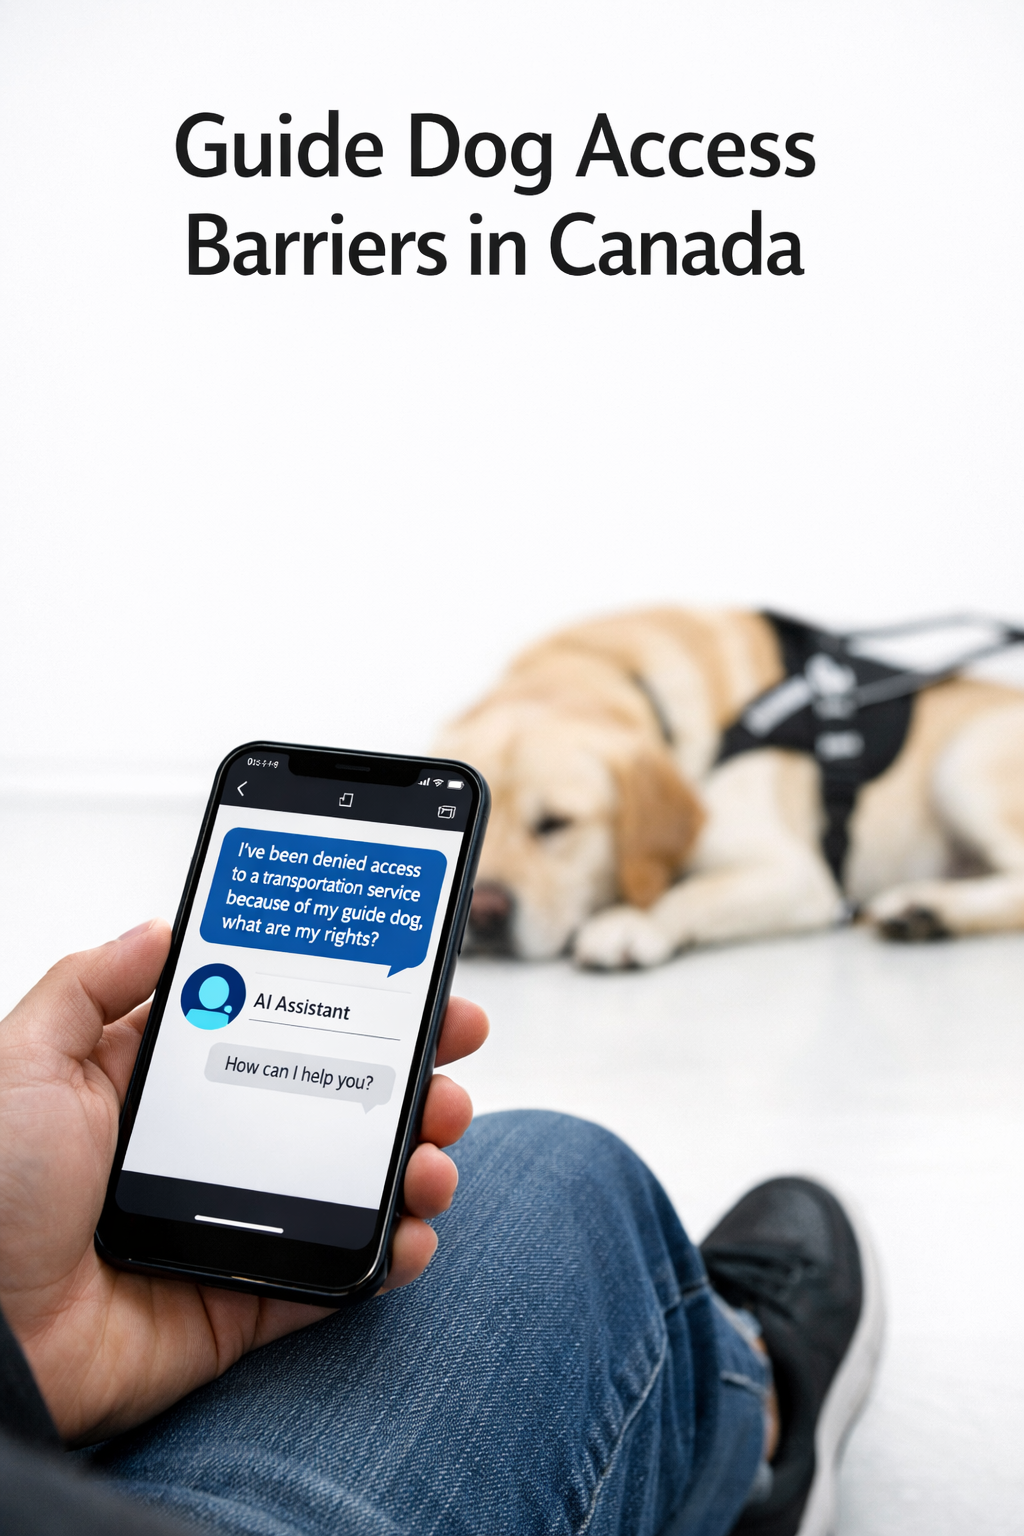 Guide Dog Access
Barriers in Canada
I've been denied access
to a transportation service
because of my guide dog,
what are my rights?
AI Assistant
How can I help you?